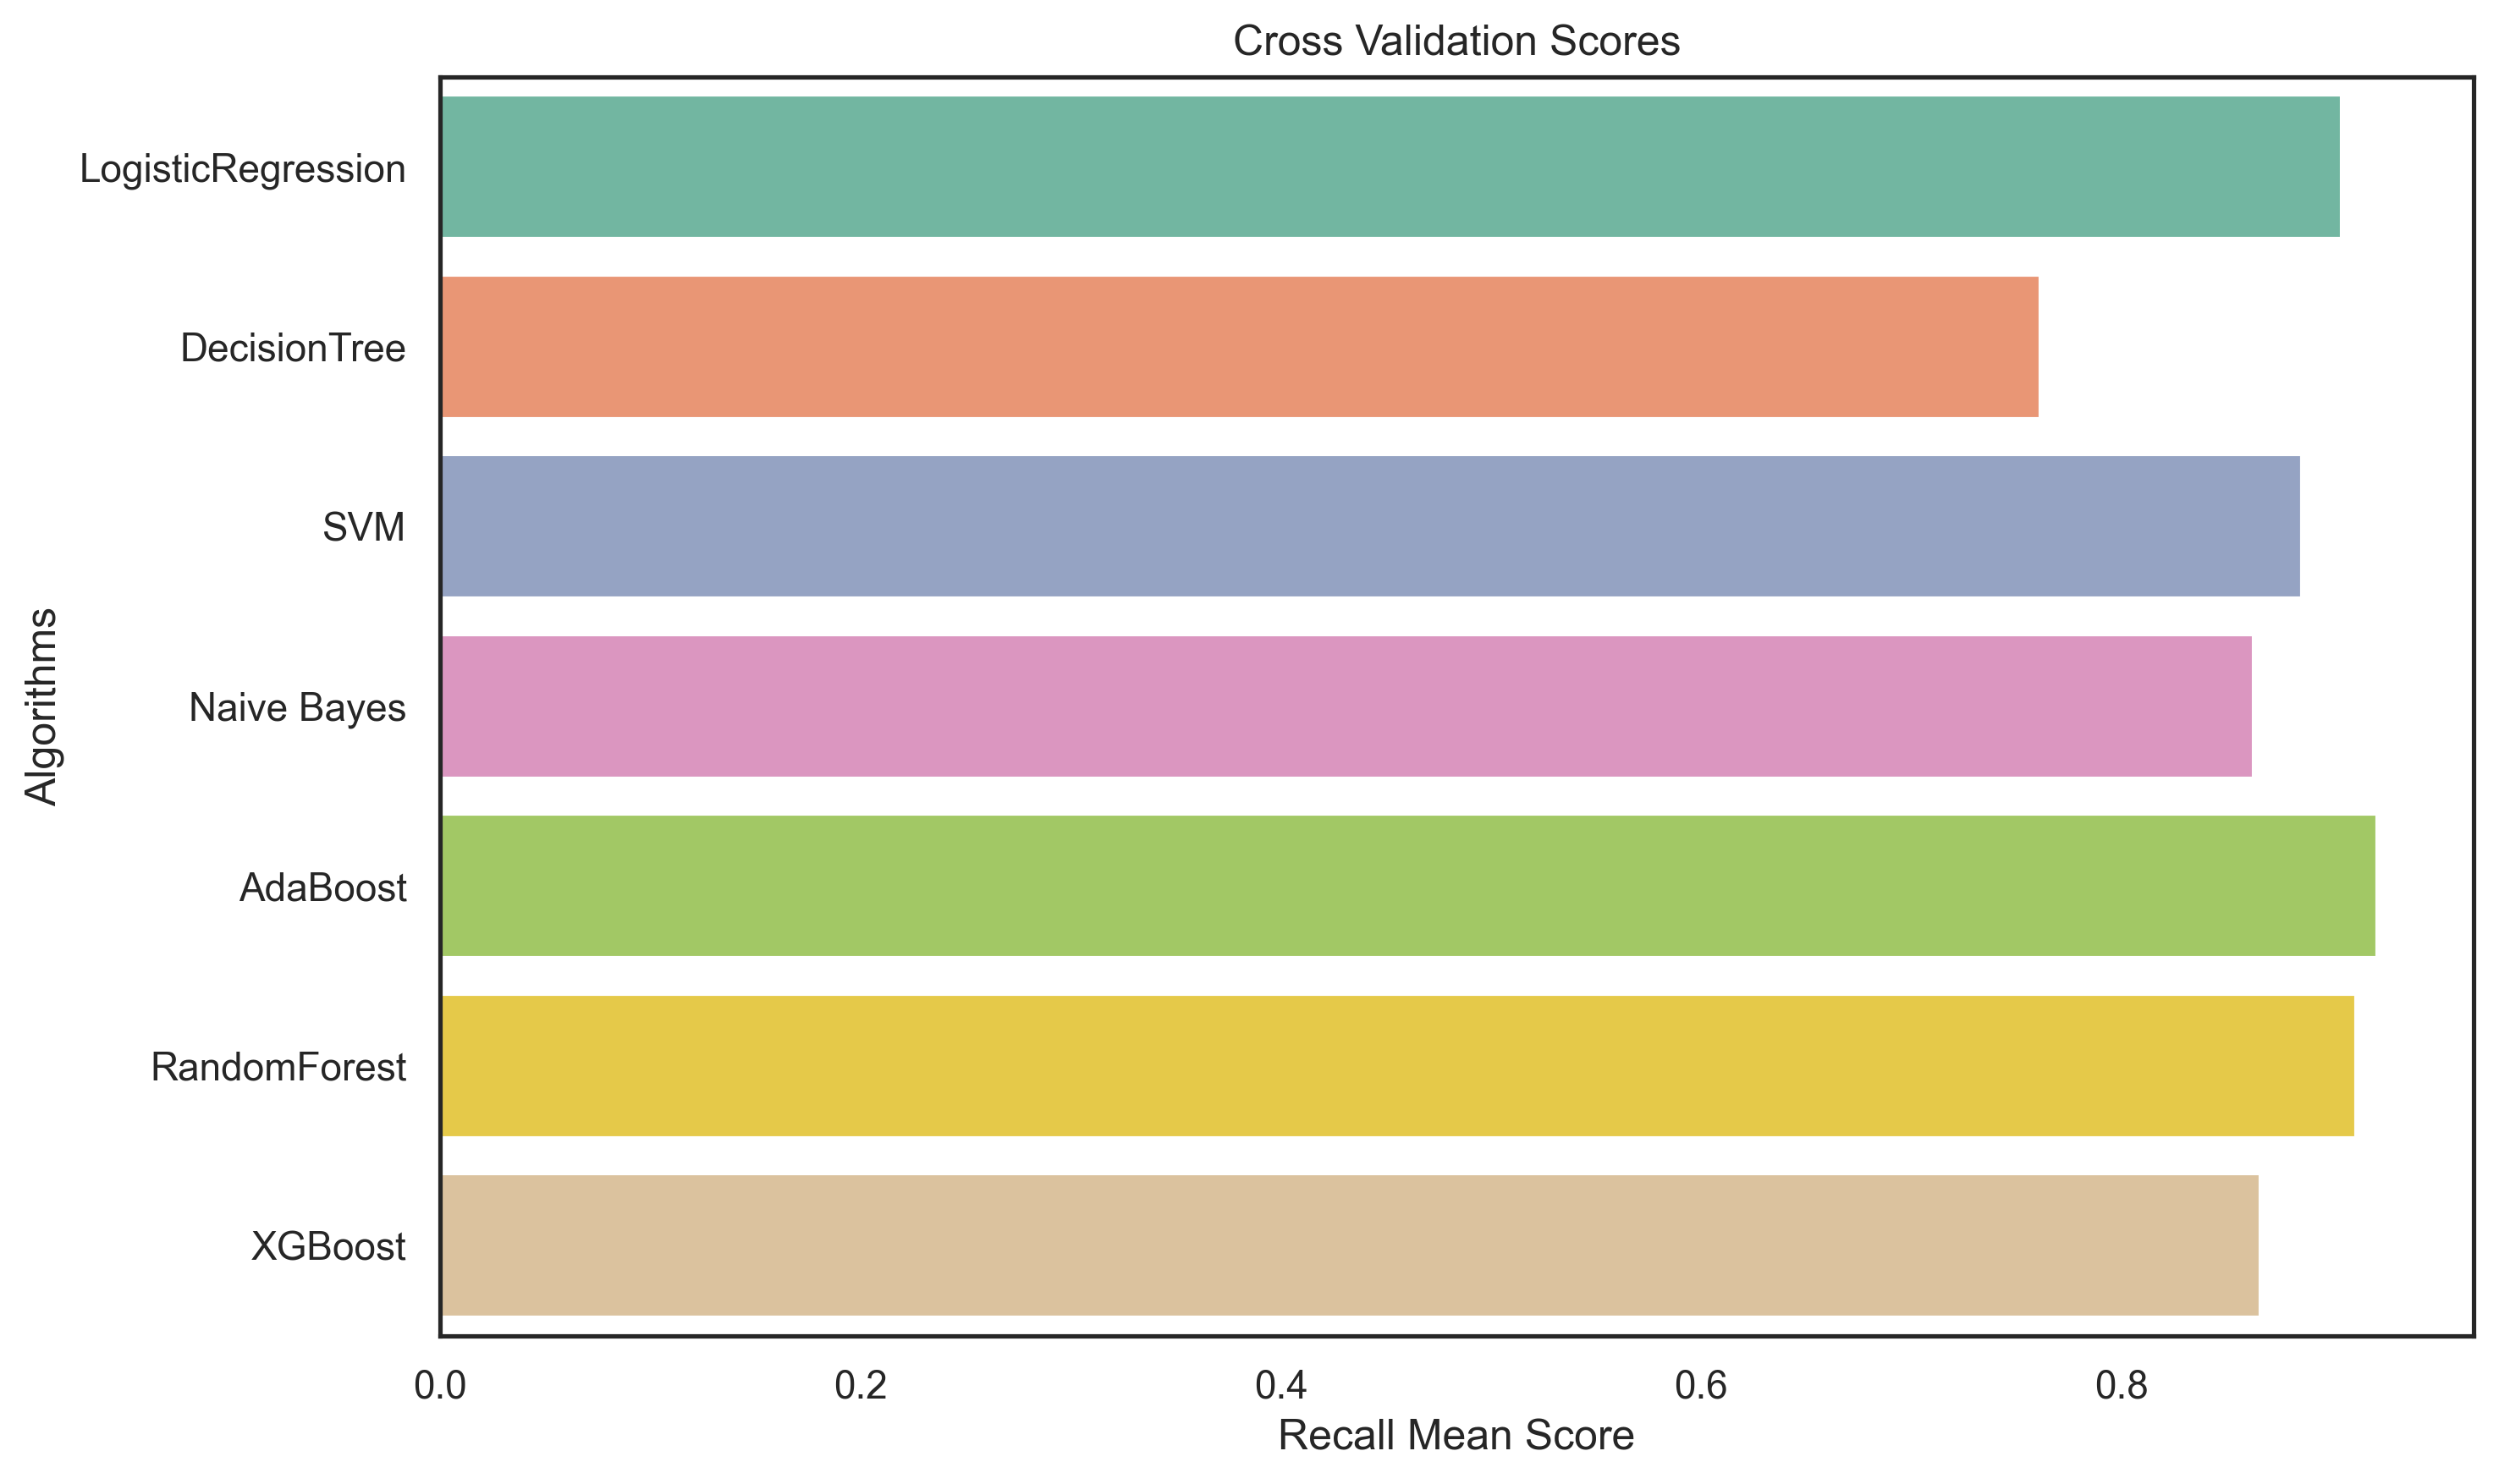 Cross Validation Scores
LogisticRegression
DecisionTree
SVM
Naive Bayes
AdaBoost
RandomForest
XGBoost
Algorithms
0.0 0.2 0.4 0.6 0.8
Recall Mean Score